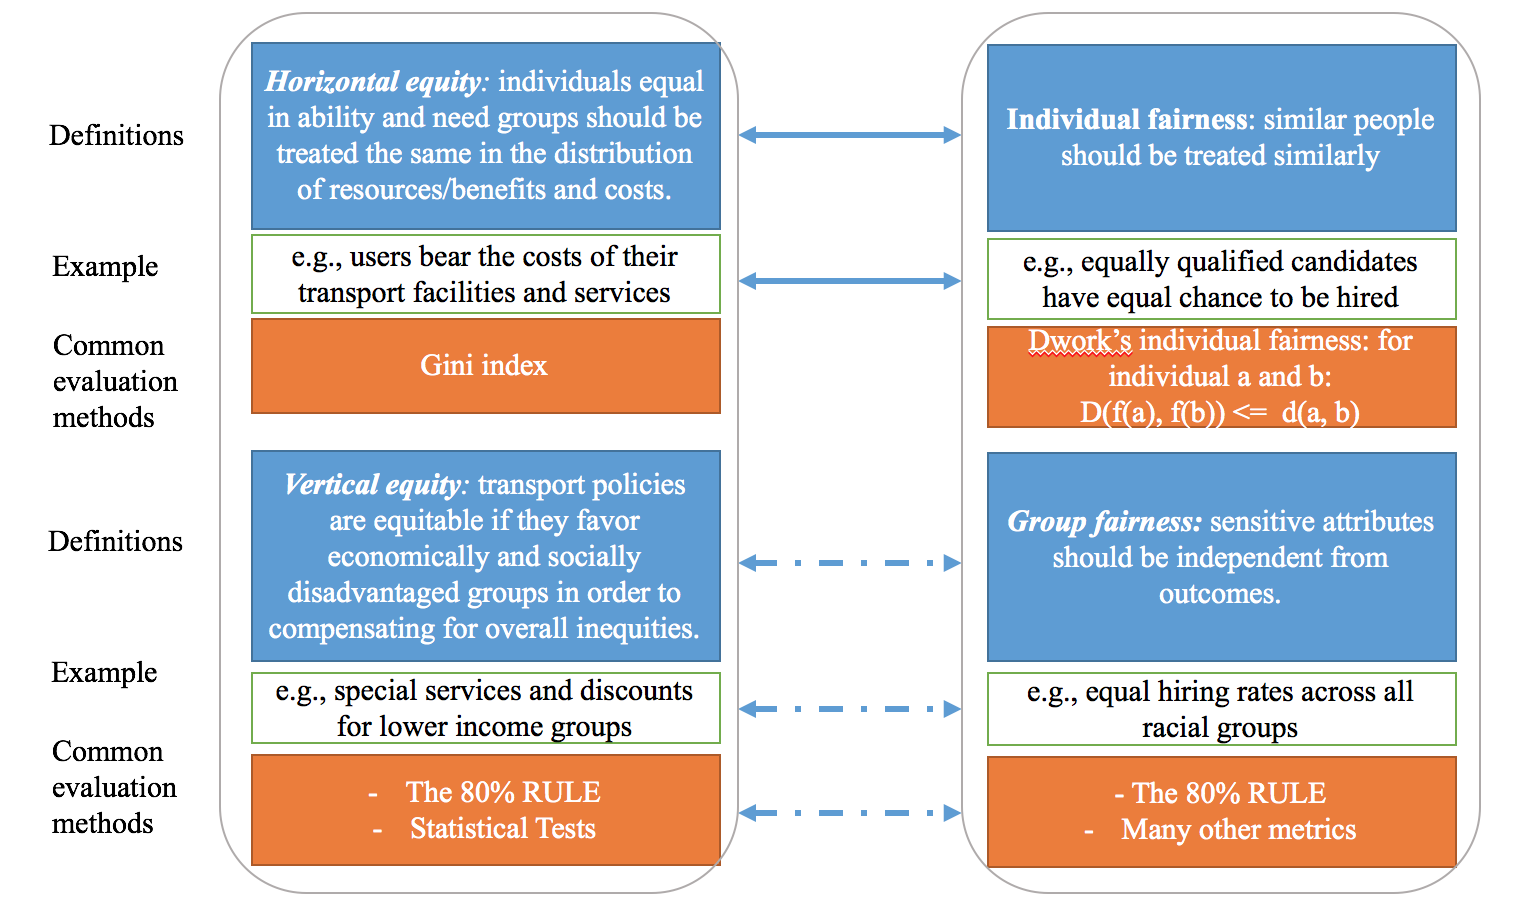 Definitions
Horizontal equity: individuals equal
in ability and need groups should be
treated the same in the distribution
of resources/benefits and costs.
Individual fairness: similar people
should be treated similarly
Example
e.g., users bear the costs of their
transport facilities and services
e.g., equally qualified candidates
have equal chance to be hired
Common
evaluation
methods
Gini index
Dwork's individual fairness: for
individual a and b:
D(f(a), f(b)) <= d(a, b)
Definitions
Vertical equity: transport policies
are equitable if they favor
economically and socially
disadvantaged groups in order to
compensating for overall inequities.
Group fairness: sensitive attributes
should be independent from
outcomes.
Example
e.g., special services and discounts
for lower income groups
e.g., equal hiring rates across all
racial groups
Common
evaluation
methods
- The 80% RULE
- Statistical Tests
- The 80% RULE
- Many other metrics